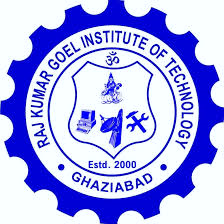 RAJ KUMAR GOEL INSTITUTE OF TECHNOLOGY
ॐ
Estd. 2000
GHAZIABAD